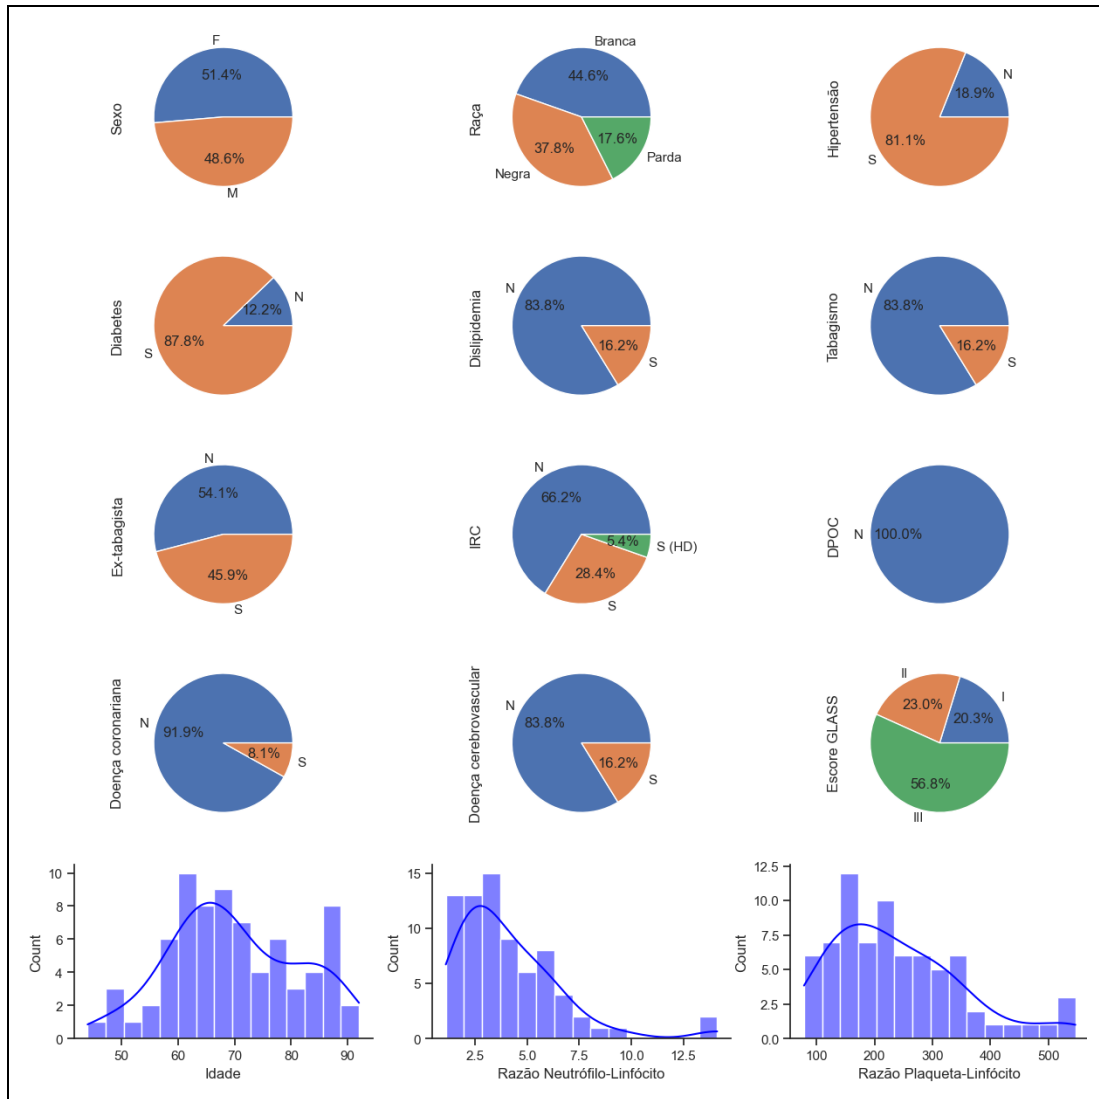 Sexo
F
51.4%
48.6%
M
Raça
Branca
44.6%
37.8%
17.6%
Negra
Parda
Hipertensão
N
18.9%
81.1%
S
Diabetes
N
12.2%
87.8%
S
Dislipidemia
N
83.8%
16.2%
S
Tabagismo
N
83.8%
16.2%
S
Ex-tabagista
N
54.1%
45.9%
S
IRC
N
66.2%
5.4%
S (HD)
28.4%
S
DPOC
N
100.0%
Doença coronariana
N
91.9%
8.1%
S
Doença cerebrovascular
N
83.8%
16.2%
S
Escore GLASS
II
I
23.0%
20.3%
56.8%
III
Count
10
8
6
4
2
0
50 60 70 80 90
Idade
Count
15
10
5
0
2.5 5.0 7.5 10.0 12.5
Razão Neutrófilo-Linfócito
Count
12.5
10.0
7.5
5.0
2.5
0.0
100 200 300 400 500
Razão Plaqueta-Linfócito